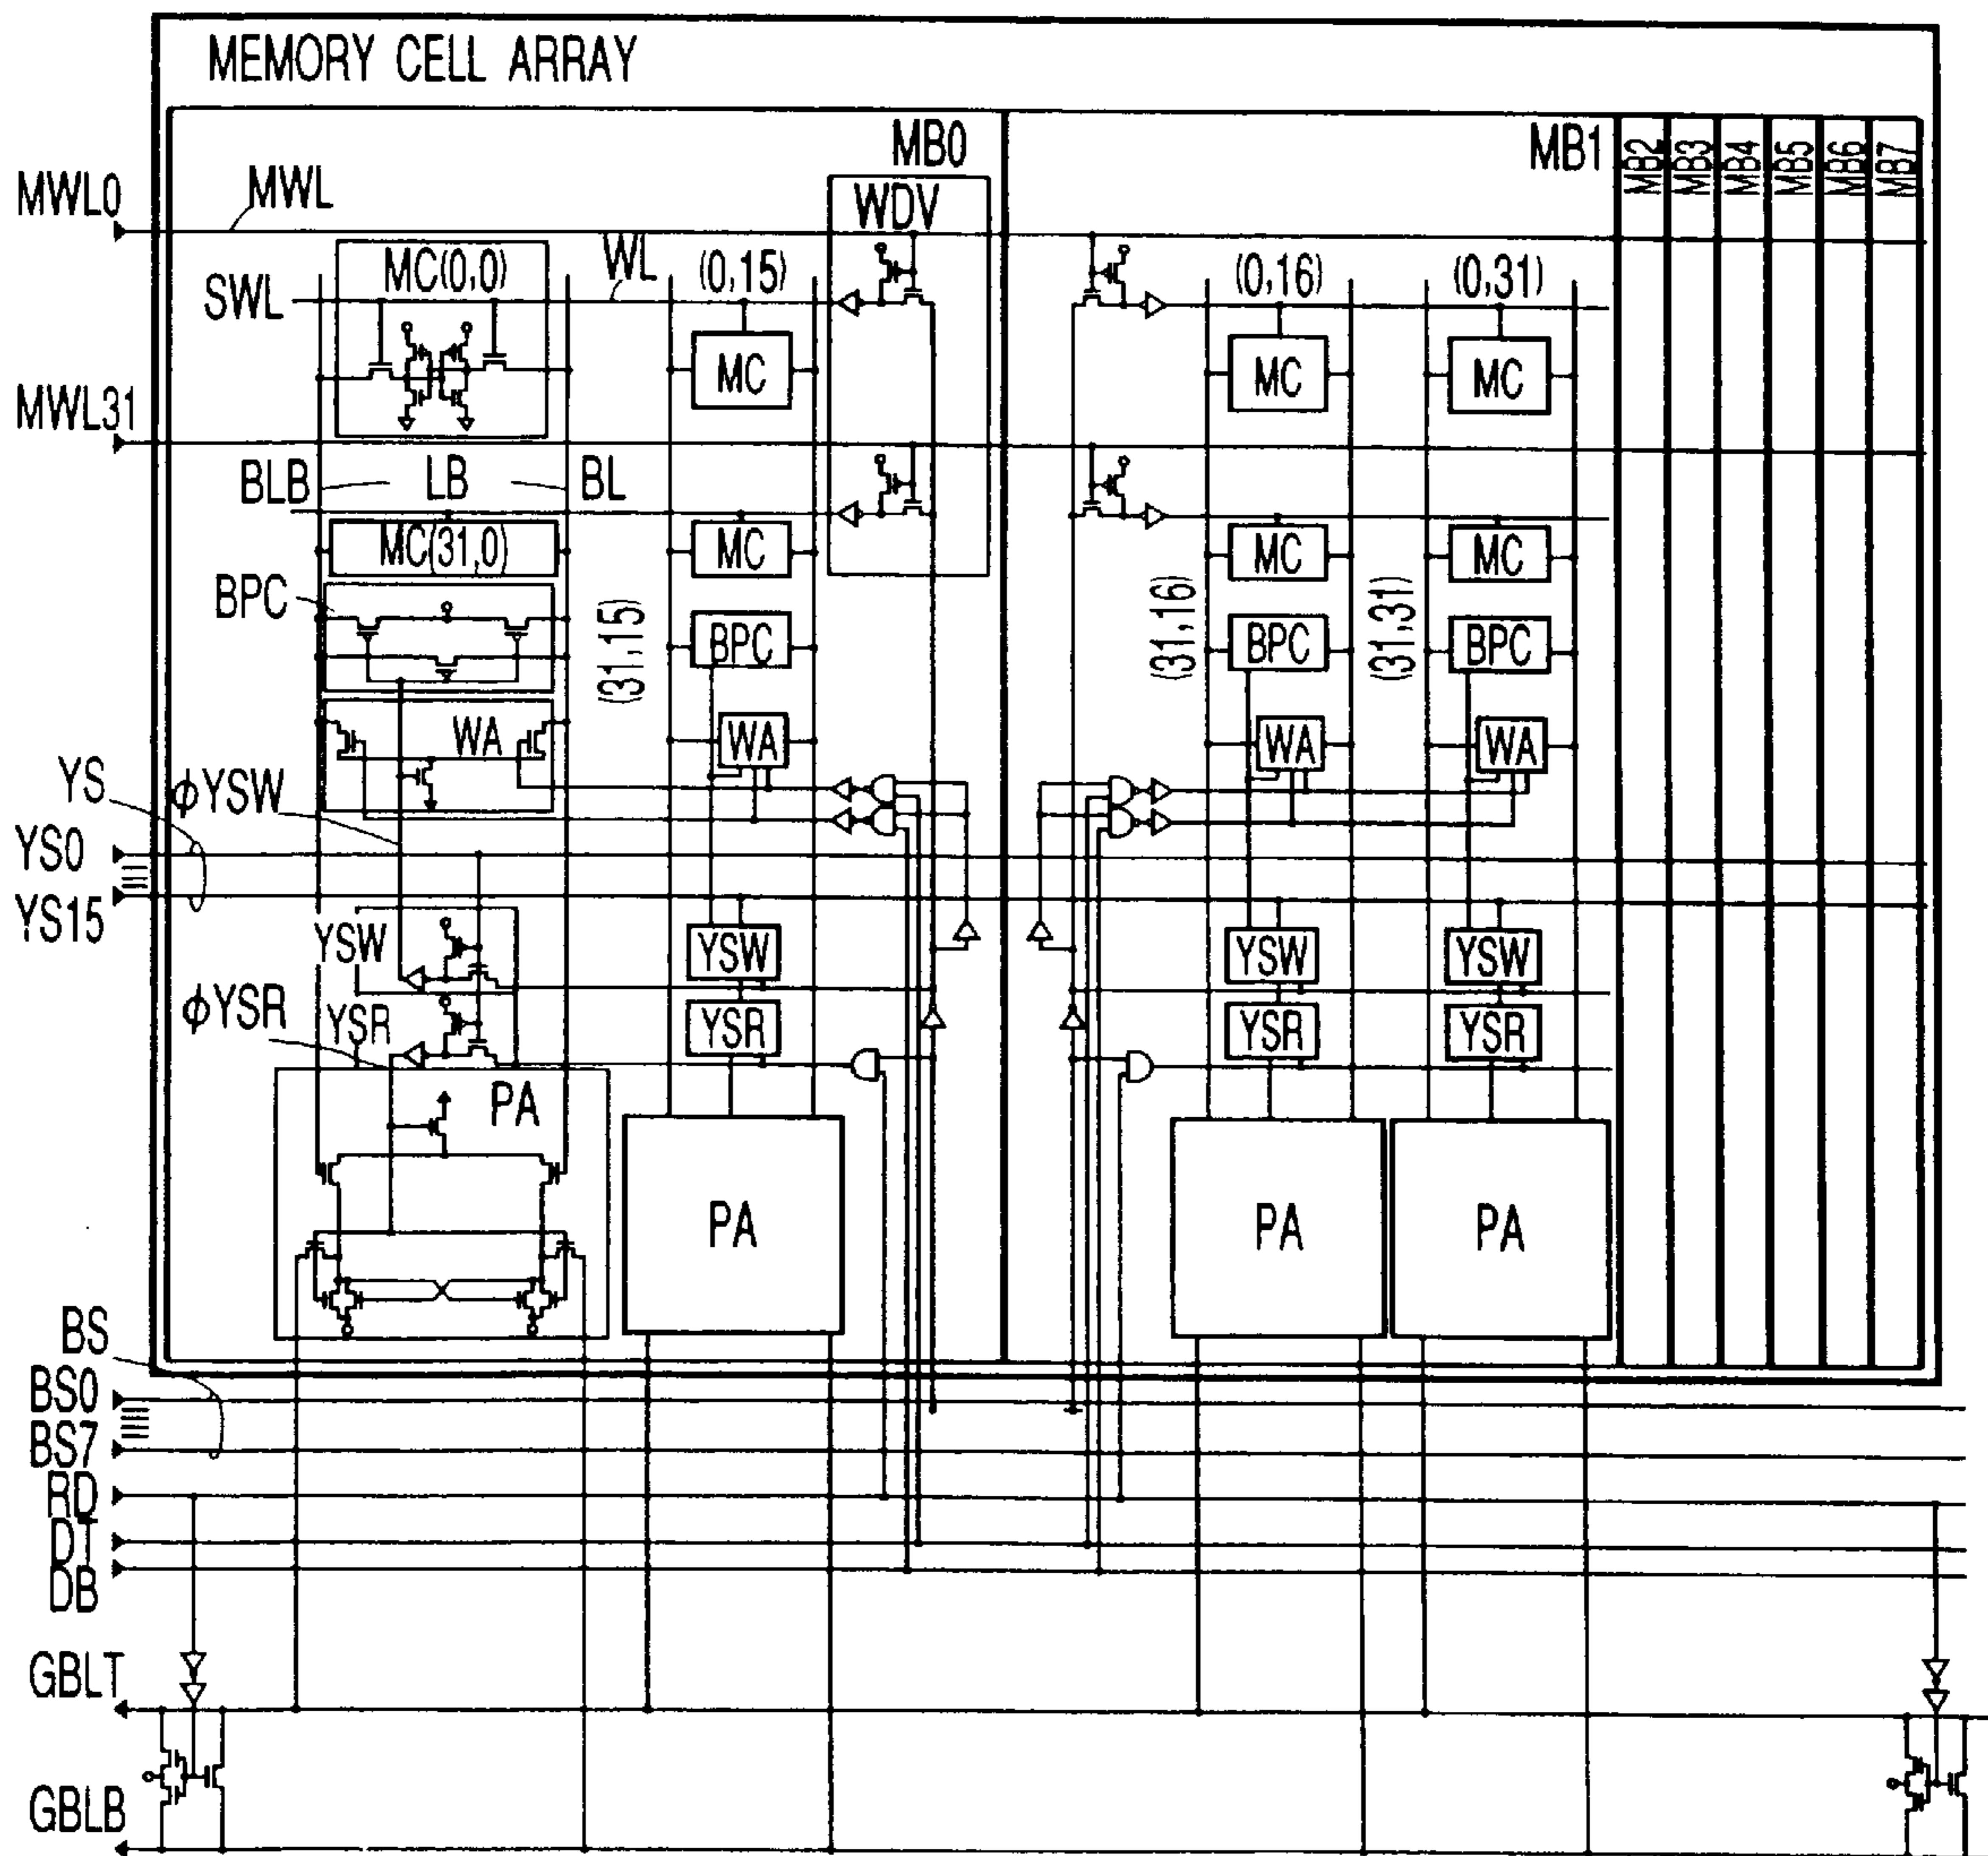 MEMORY CELL ARRAY
MB0
MB1
MB2
MB3
MB4
MB5
MB6
MB7
MWL0
MWL
WDV
MC(0,0)
WL
(0,15)
(0,16)
(0,31)
SWL
MC
MC
MC
MWL31
BLB
LB
BL
MC(31,0)
MC
MC
MC
BPC
(31,15)
BPC
(31,16)
BPC
(31,31)
BPC
WA
WA
WA
WA
YS
ϕYSW
YS0
YS15
YSW
YSW
YSW
YSW
ϕYSR
YSR
YSR
YSR
YSR
PA
PA
PA
PA
BS
BS0
BS7
RD
DT
DB
GBLT
GBLB